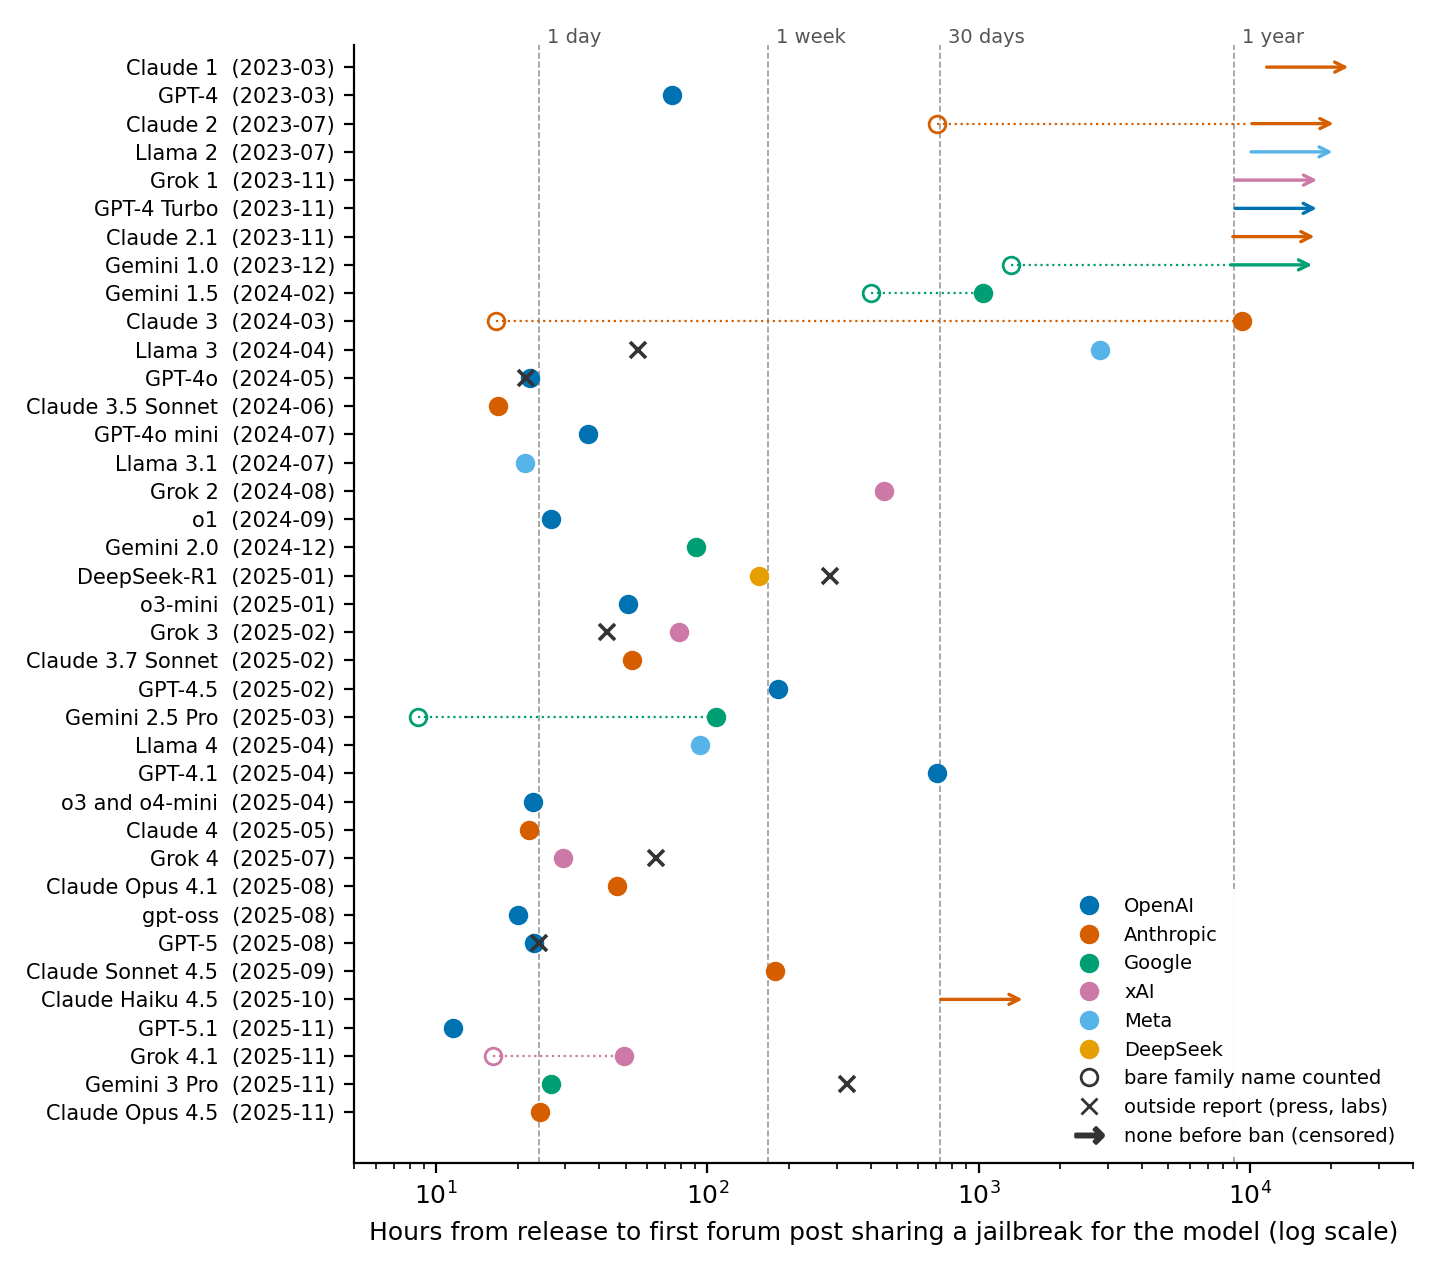 1 day
1 week
30 days
1 year
Claude 1 (2023-03)
GPT-4 (2023-03)
Claude 2 (2023-07)
Llama 2 (2023-07)
Grok 1 (2023-11)
GPT-4 Turbo (2023-11)
Claude 2.1 (2023-11)
Gemini 1.0 (2023-12)
Gemini 1.5 (2024-02)
Claude 3 (2024-03)
Llama 3 (2024-04)
GPT-4o (2024-05)
Claude 3.5 Sonnet (2024-06)
GPT-4o mini (2024-07)
Llama 3.1 (2024-07)
Grok 2 (2024-08)
o1 (2024-09)
Gemini 2.0 (2024-12)
DeepSeek-R1 (2025-01)
o3-mini (2025-01)
Grok 3 (2025-02)
Claude 3.7 Sonnet (2025-02)
GPT-4.5 (2025-02)
Gemini 2.5 Pro (2025-03)
Llama 4 (2025-04)
GPT-4.1 (2025-04)
o3 and o4-mini (2025-04)
Claude 4 (2025-05)
Grok 4 (2025-07)
Claude Opus 4.1 (2025-08)
gpt-oss (2025-08)
GPT-5 (2025-08)
Claude Sonnet 4.5 (2025-09)
Claude Haiku 4.5 (2025-10)
GPT-5.1 (2025-11)
Grok 4.1 (2025-11)
Gemini 3 Pro (2025-11)
Claude Opus 4.5 (2025-11)
OpenAI
Anthropic
Google
xAI
Meta
DeepSeek
bare family name counted
outside report (press, labs)
none before ban (censored)
10¹
10²
10³
10⁴
Hours from release to first forum post sharing a jailbreak for the model (log scale)